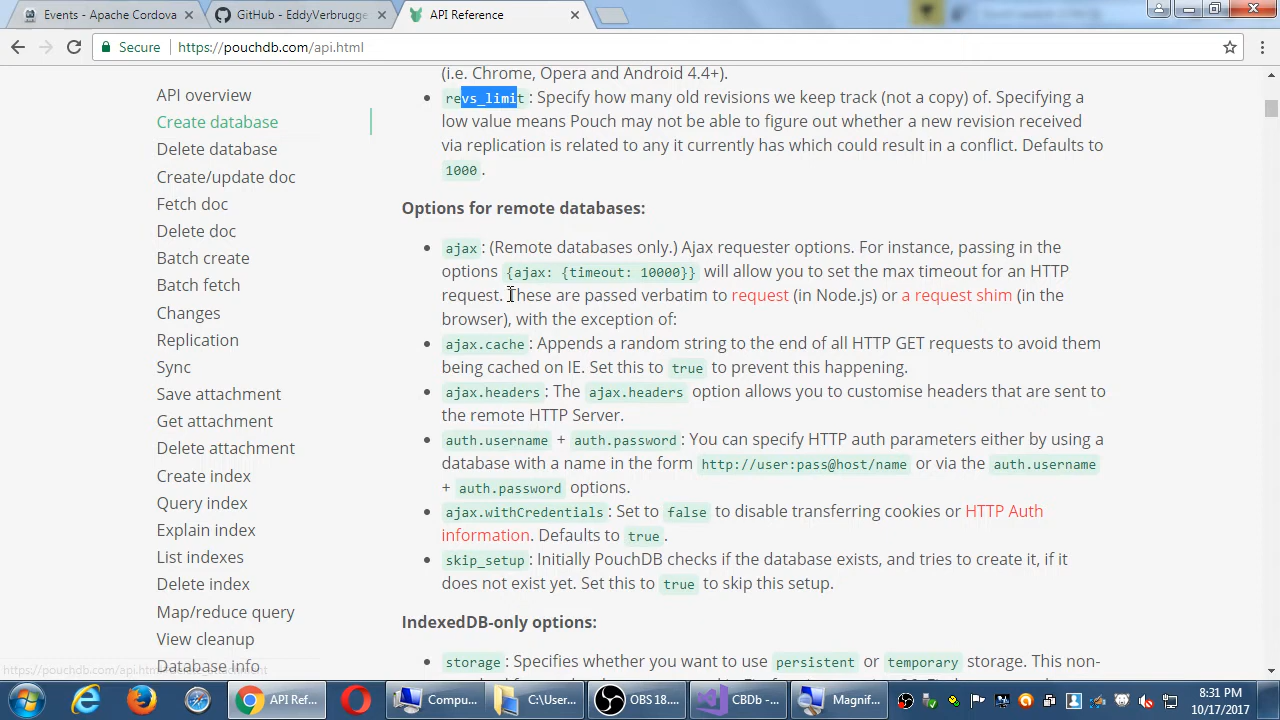 Events - Apache Cordova
GitHub - EddyVerbrugge
API Reference
Secure
https://pouchdb.com/api.html
API overview
Create database
Delete database
Create/update doc
Fetch doc
Delete doc
Batch create
Batch fetch
Changes
Replication
Sync
Save attachment
Get attachment
Delete attachment
Create index
Query index
Explain index
List indexes
Delete index
Map/reduce query
View cleanup
Database info
(i.e. Chrome, Opera and Android 4.4+).
revs_limit: Specify how many old revisions we keep track (not a copy) of. Specifying a
low value means Pouch may not be able to figure out whether a new revision received
via replication is related to any it currently has which could result in a conflict. Defaults to
1000.
Options for remote databases:
ajax: (Remote databases only.) Ajax requester options. For instance, passing in the
options {ajax: {timeout: 10000}} will allow you to set the max timeout for an HTTP
request. These are passed verbatim to request (in Node.js) or a request shim (in the
browser), with the exception of:
ajax.cache: Appends a random string to the end of all HTTP GET requests to avoid them
being cached on IE. Set this to true to prevent this happening.
ajax.headers: The ajax.headers option allows you to customise headers that are sent to
the remote HTTP Server.
auth.username + auth.password: You can specify HTTP auth parameters either by using a
database with a name in the form http://user:pass@host/name or via the auth.username
+ auth.password options.
ajax.withCredentials: Set to false to disable transferring cookies or HTTP Auth
information. Defaults to true.
skip_setup: Initially PouchDB checks if the database exists, and tries to create it, if it
does not exist yet. Set this to true to skip this setup.
IndexedDB-only options:
storage: Specifies whether you want to use persistent or temporary storage. This non-
API Ref...
Compu...
C:\User...
OBS 18....
CBDb -...
Magnif...
8:31 PM
10/17/2017